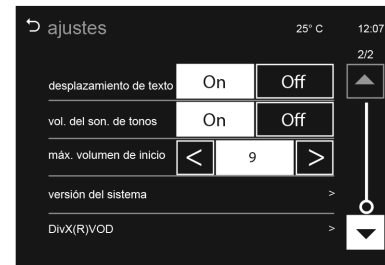 ajustes 25° C 12:07
2/2
desplazamiento de texto On Off
vol. del son. de tonos On Off
máx. volumen de inicio < 9 >
versión del sistema >
DivX(R)VOD >